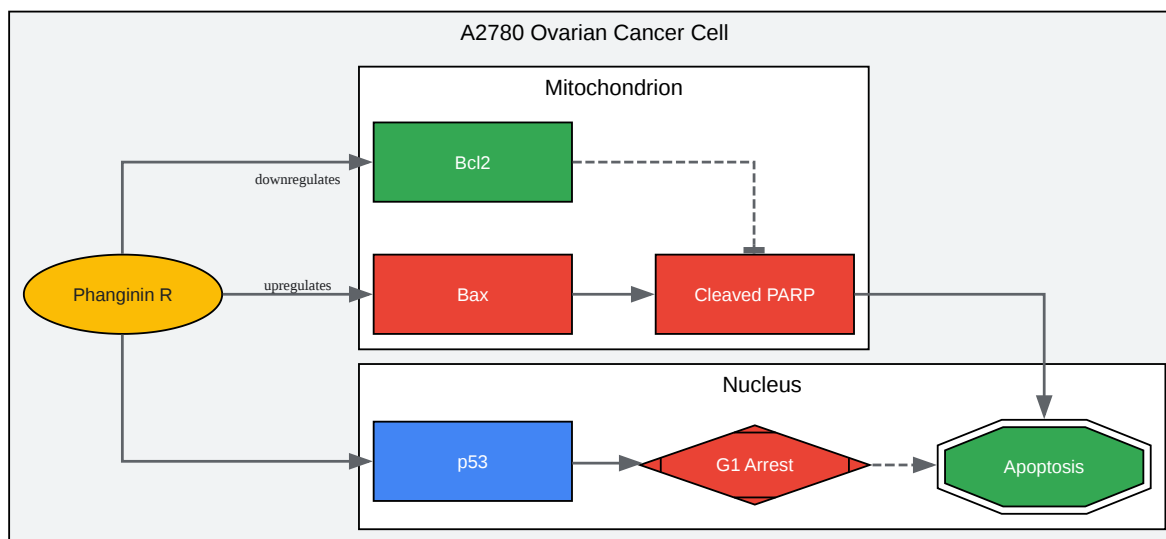 A2780 Ovarian Cancer Cell
Mitochondrion
Bcl2
downregulates
Phanginin R
upregulates
Bax
Cleaved PARP
Nucleus
p53
G1 Arrest
Apoptosis